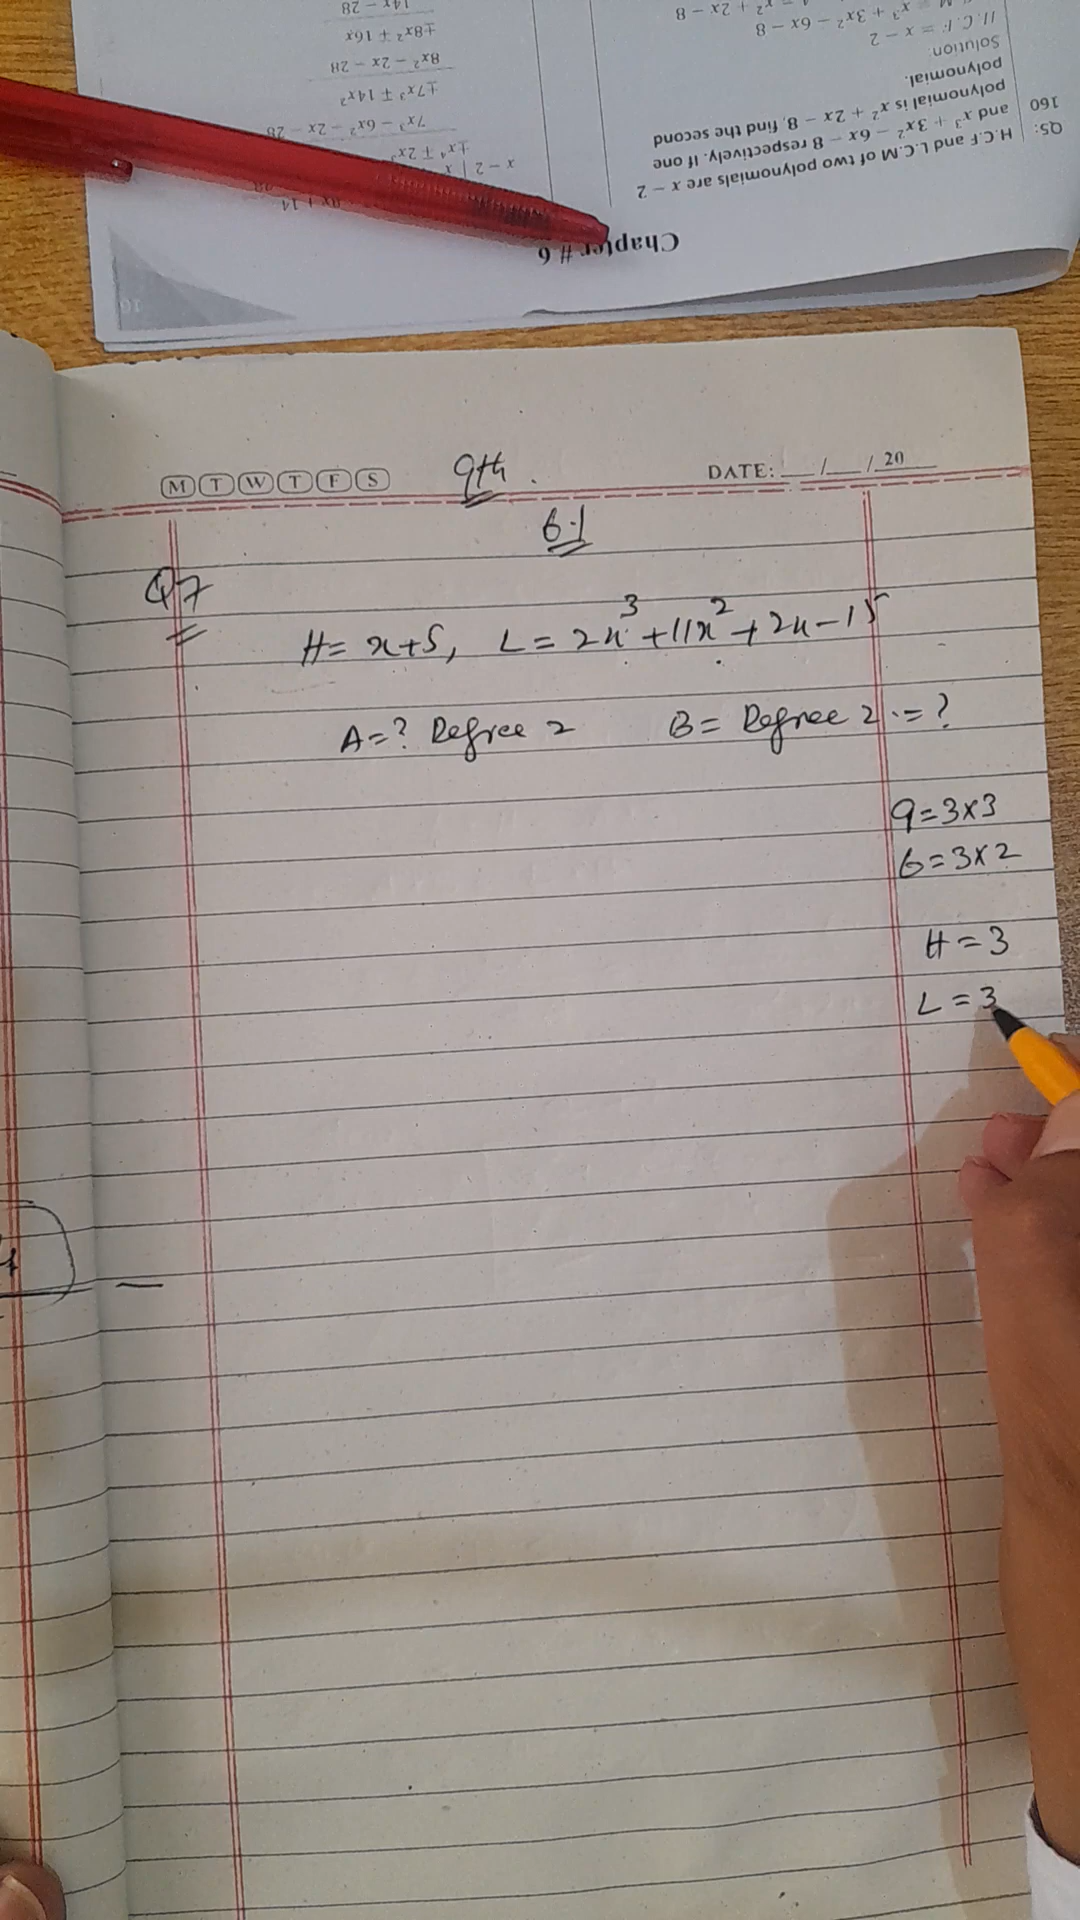 M T W T F S
9th.
DATE: __/__/ 20
6.1
Q7
H= x+5, L= 2x³+11x²+2x-15
A=? Degree 2 B= Degree 2 .=?
9=3×3
6=3×2
H=3
L=3
Chapter # 6
Q5: H.C.F and L.C.M of two polynomials are x − 2
160 and x³ + 3x² − 6x − 8 respectively. If one
polynomial is x² + 2x − 8, find the second
polynomial.
Solution:
H.C.F. = x − 2
x³ + 3x² − 6x − 8
x² + 2x − 8
x − 2
7x³ − 6x² − 2x − 28
±7x³ ∓ 14x²
8x² − 2x − 28
±8x² ∓ 16x
14x − 28